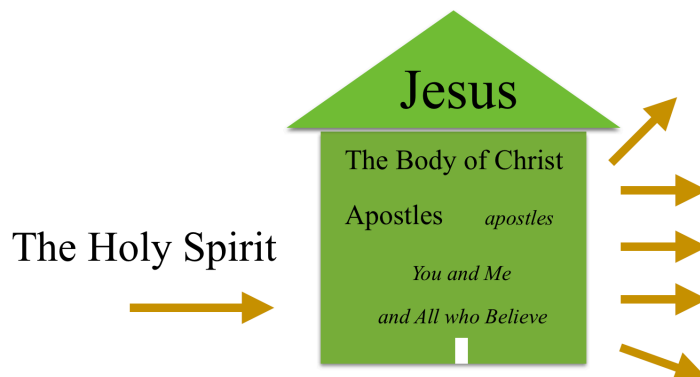 Jesus
The Body of Christ
Apostles apostles
The Holy Spirit
You and Me
and All who Believe